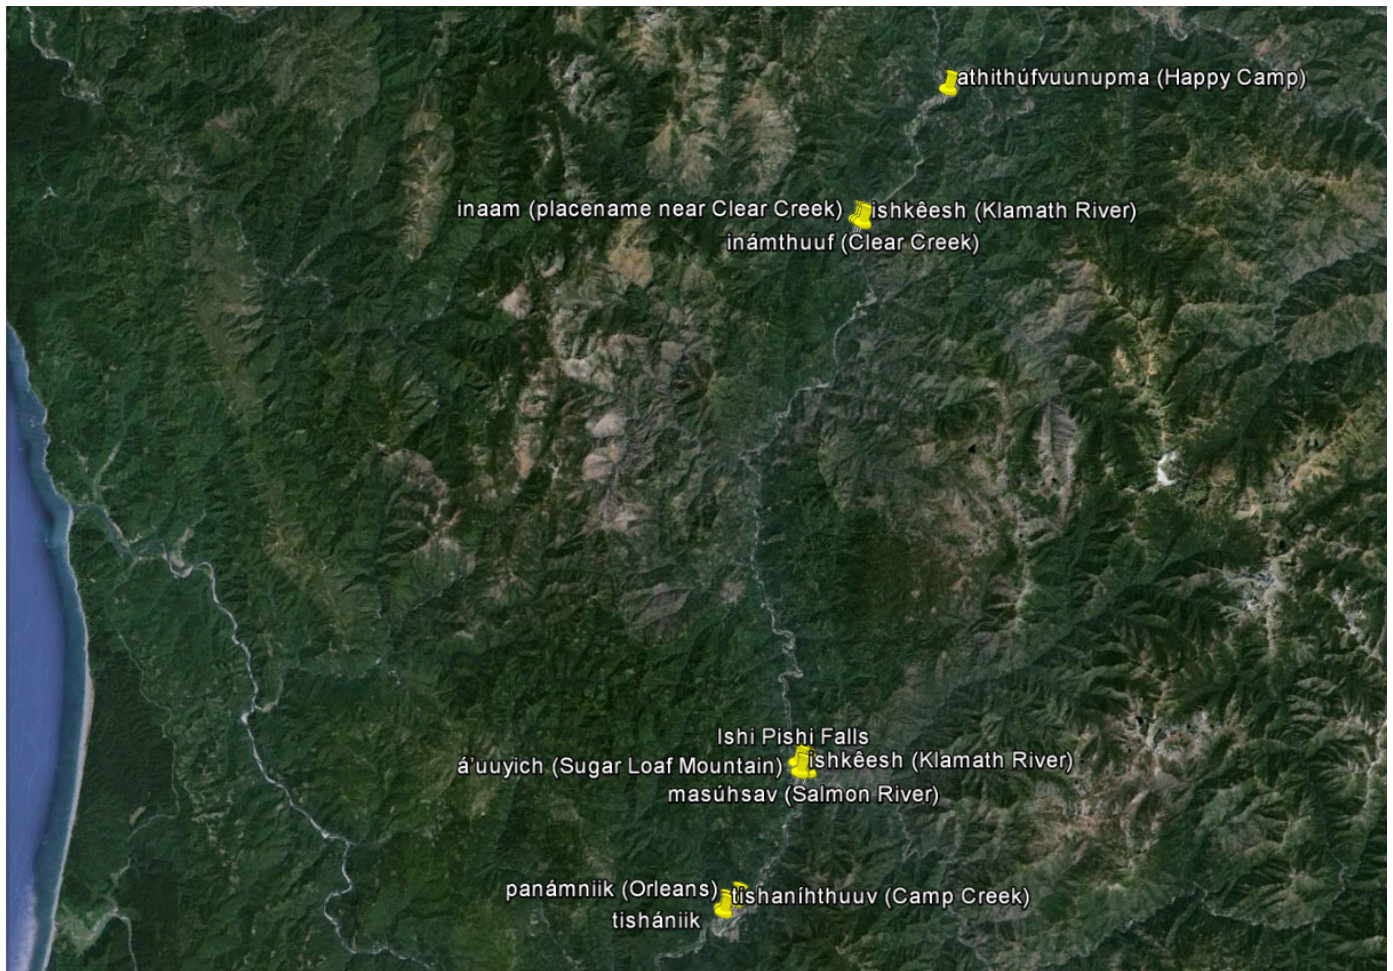 athithúfvuunupma (Happy Camp)
inaam (placename near Clear Creek)
ishkêesh (Klamath River)
inámthuuf (Clear Creek)
Ishi Pishi Falls
á'uuyich (Sugar Loaf Mountain)
ishkêesh (Klamath River)
masúhsav (Salmon River)
panámniik (Orleans)
tishaníhthuuv (Camp Creek)
tishániik